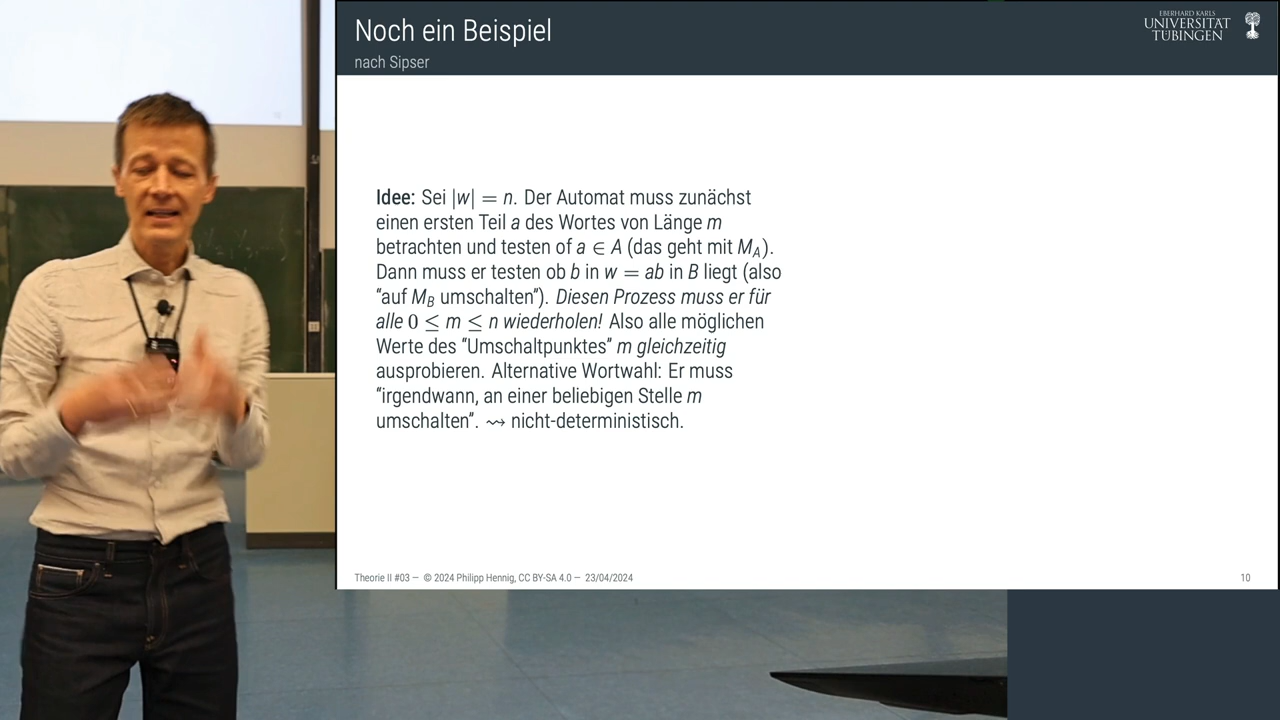 Noch ein Beispiel
nach Sipser
EBERHARD KARLS
UNIVERSITÄT
TÜBINGEN
Idee: Sei |w| = n. Der Automat muss zunächst
einen ersten Teil a des Wortes von Länge m
betrachten und testen of a ∈ A (das geht mit M_A).
Dann muss er testen ob b in w = ab in B liegt (also
"auf M_B umschalten"). Diesen Prozess muss er für
alle 0 ≤ m ≤ n wiederholen! Also alle möglichen
Werte des "Umschaltpunktes" m gleichzeitig
ausprobieren. Alternative Wortwahl: Er muss
"irgendwann, an einer beliebigen Stelle m
umschalten". ⇝ nicht-deterministisch.
Theorie II #03 — © 2024 Philipp Hennig, CC BY-SA 4.0 — 23/04/2024
10